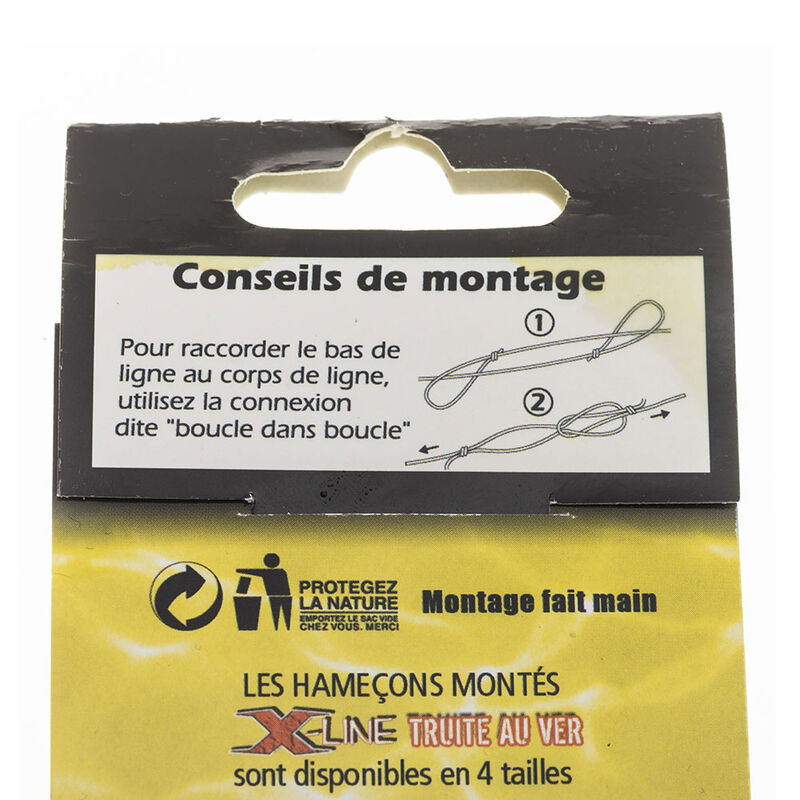 Conseils de montage
Pour raccorder le bas de
ligne au corps de ligne,
utilisez la connexion
dite "boucle dans boucle"
1
2
PROTEGEZ
LA NATURE
EMPORTEZ LE SAC VIDE
CHEZ VOUS. MERCI
Montage fait main
LES HAMEÇONS MONTÉS
X-LINE TRUITE AU VER
sont disponibles en 4 tailles